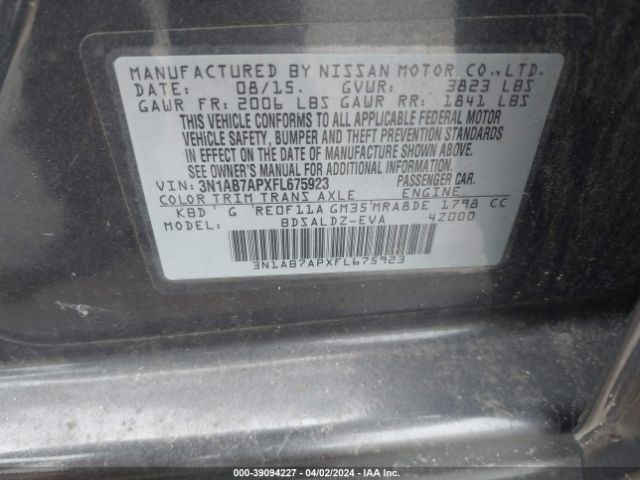 MANUFACTURED BY NISSAN MOTOR CO.,LTD.
DATE: 08/15. GVWR: 3823 LBS
GAWR FR: 2006 LBS GAWR RR: 1841 LBS
THIS VEHICLE CONFORMS TO ALL APPLICABLE FEDERAL MOTOR
VEHICLE SAFETY, BUMPER AND THEFT PREVENTION STANDARDS
IN EFFECT ON THE DATE OF MANUFACTURE SHOWN ABOVE.
SEE OWNER'S MANUAL FOR ADDITIONAL INFORMATION.
VIN: 3N1AB7APXFL675923 PASSENGER CAR
COLOR TRIM TRANS AXLE ENGINE
KBD G RE0F11A GM35 MRA8DE 1798 CC
MODEL: BDSALDZ-EVA 4Z000
3N1AB7APXFL675923
000-39094227 - 04/02/2024 - IAA Inc.